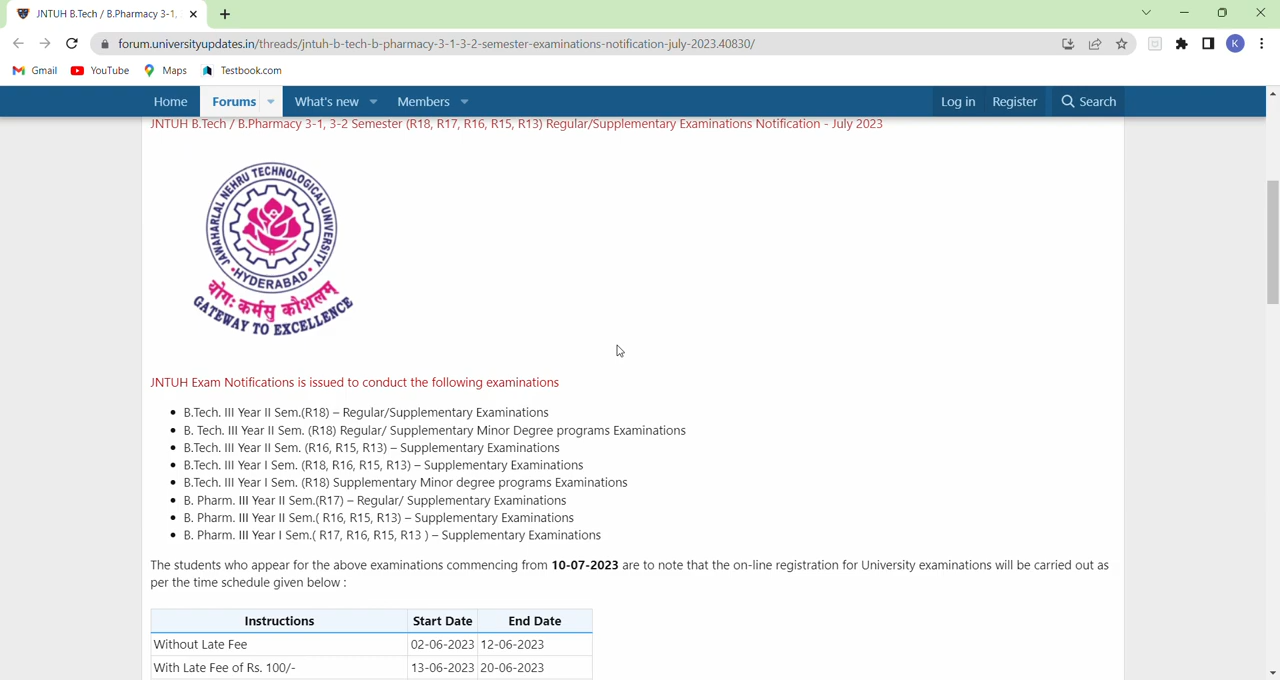 JNTUH B.Tech / B.Pharmacy 3-1,
forum.universityupdates.in/threads/jntuh-b-tech-b-pharmacy-3-1-3-2-semester-examinations-notification-july-2023.40830/
K
Gmail YouTube Maps Testbook.com
Home Forums What's new Members Log in Register Search
JNTUH B.Tech / B.Pharmacy 3-1, 3-2 Semester (R18, R17, R16, R15, R13) Regular/Supplementary Examinations Notification - July 2023
JAWAHARLAL NEHRU TECHNOLOGICAL UNIVERSITY
HYDERABAD
योगः कर्मसु कौशलम्
GATEWAY TO EXCELLENCE
JNTUH Exam Notifications is issued to conduct the following examinations
• B.Tech. III Year II Sem.(R18) – Regular/Supplementary Examinations
• B. Tech. III Year II Sem. (R18) Regular/ Supplementary Minor Degree programs Examinations
• B.Tech. III Year II Sem. (R16, R15, R13) – Supplementary Examinations
• B.Tech. III Year I Sem. (R18, R16, R15, R13) – Supplementary Examinations
• B.Tech. III Year I Sem. (R18) Supplementary Minor degree programs Examinations
• B. Pharm. III Year II Sem.(R17) – Regular/ Supplementary Examinations
• B. Pharm. III Year II Sem.( R16, R15, R13) – Supplementary Examinations
• B. Pharm. III Year I Sem.( R17, R16, R15, R13 ) – Supplementary Examinations
The students who appear for the above examinations commencing from 10-07-2023 are to note that the on-line registration for University examinations will be carried out as
per the time schedule given below :
Instructions Start Date End Date
Without Late Fee 02-06-2023 12-06-2023
With Late Fee of Rs. 100/- 13-06-2023 20-06-2023